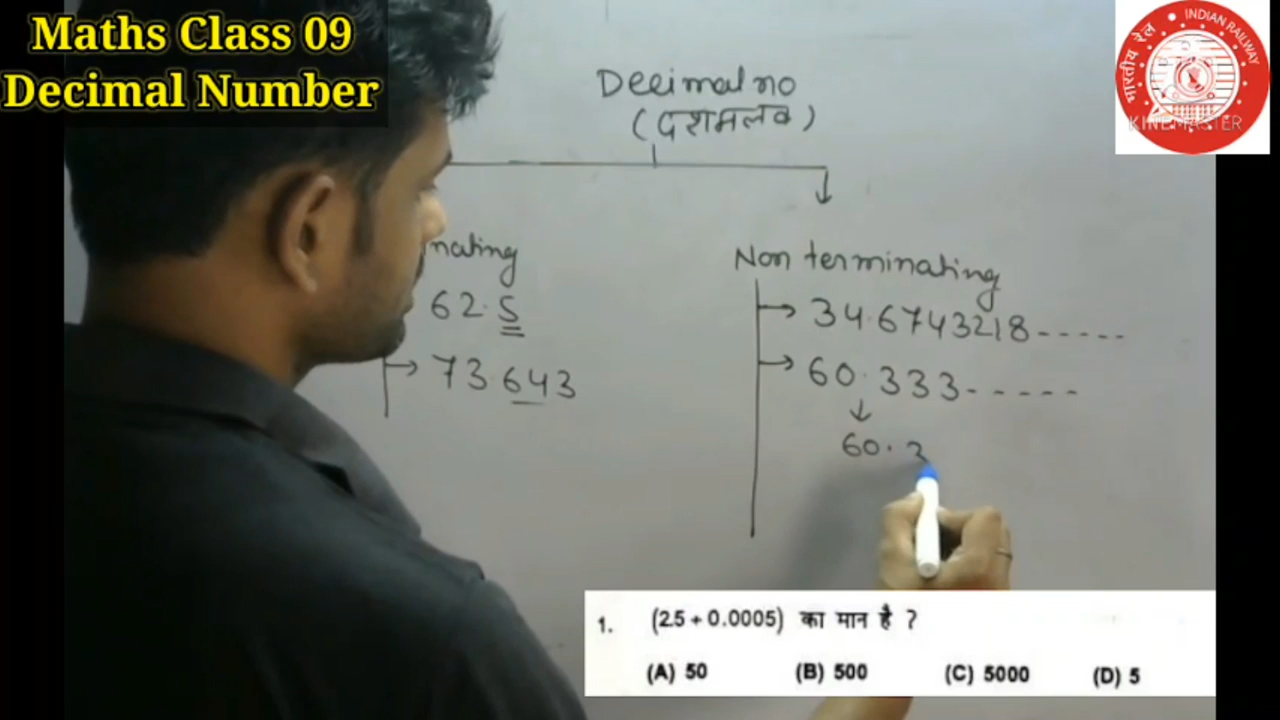 Maths Class 09
Decimal Number
भारतीय रेल INDIAN RAILWAY
KINEMASTER
Decimal no
(दशमलव)
nating
62.5
73.643
Non terminating
34.6743218-----
60.333-----
60.3
1. (2.5 + 0.0005) का मान है ?
(A) 50 (B) 500 (C) 5000 (D) 5